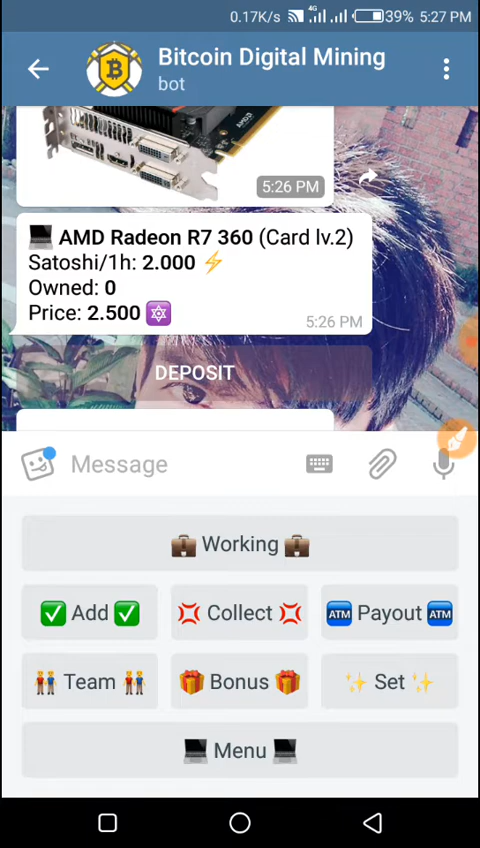 0.17K/s 4G 39% 5:27 PM
Bitcoin Digital Mining
bot
AMD
5:26 PM
💻 AMD Radeon R7 360 (Card lv.2)
Satoshi/1h: 2.000 ⚡
Owned: 0
Price: 2.500 🔯
5:26 PM
DEPOSIT
Message
💼 Working 💼
✅ Add ✅ 💢 Collect 💢 🏧 Payout 🏧
👬 Team 👬 🎁 Bonus 🎁 ✨ Set ✨
💻 Menu 💻